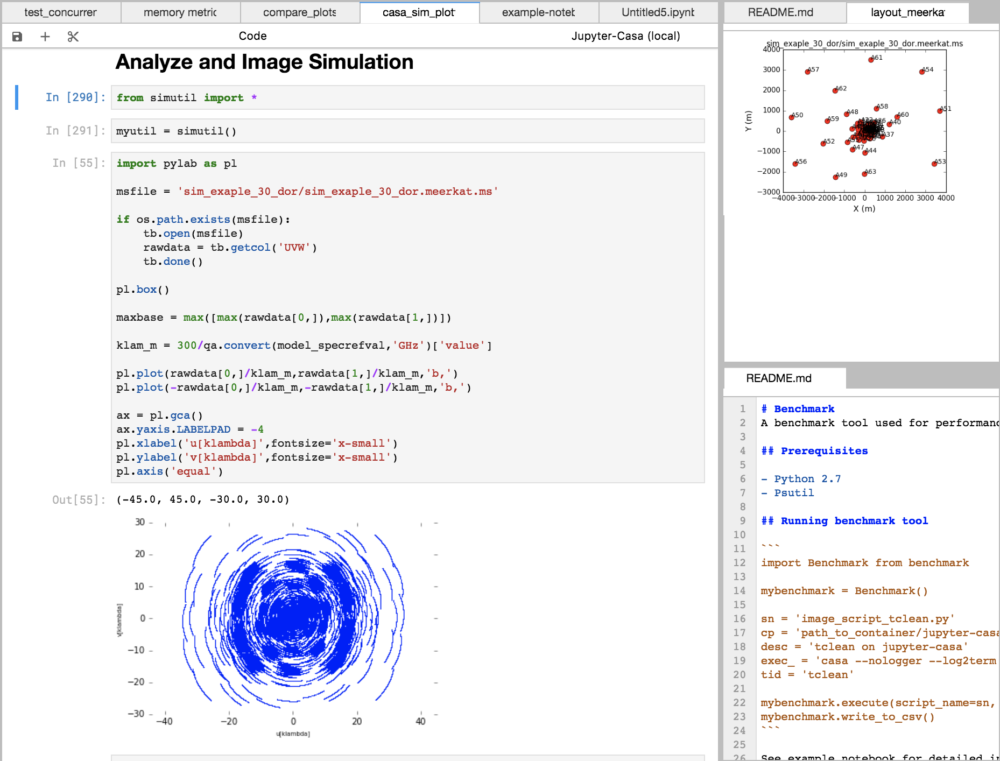 test_concurren
memory metric
compare_plots
casa_sim_plot
example-noteb
Untitled5.ipynb
Code
Jupyter-Casa (local)
Analyze and Image Simulation
In [290]:
from simutil import *
In [291]:
myutil = simutil()
In [55]:
import pylab as pl
msfile = 'sim_exaple_30_dor/sim_exaple_30_dor.meerkat.ms'
if os.path.exists(msfile):
    tb.open(msfile)
    rawdata = tb.getcol('UVW')
    tb.done()
pl.box()
maxbase = max([max(rawdata[0,]),max(rawdata[1,])])
klam_m = 300/qa.convert(model_specrefval,'GHz')['value']
pl.plot(rawdata[0,]/klam_m,rawdata[1,]/klam_m,'b,')
pl.plot(-rawdata[0,]/klam_m,-rawdata[1,]/klam_m,'b,')
ax = pl.gca()
ax.yaxis.LABELPAD = -4
pl.xlabel('u[klambda]',fontsize='x-small')
pl.ylabel('v[klambda]',fontsize='x-small')
pl.axis('equal')
Out[55]:
(-45.0, 45.0, -30.0, 30.0)
30
20
10
0
−10
−20
−30
v[klambda]
−40 −20 0 20 40
u[klambda]
README.md
layout_meerka
sim_exaple_30_dor/sim_exaple_30_dor.meerkat.ms
4000
3000
2000
1000
0
−1000
−2000
−3000
Y (m)
A61
A57
A54
A62
A58
A51
A48
A60
A50
A59
A40
A37
A52
A47
A44
A56
A53
A63
A49
−4000−3000−2000−1000 0 1000 2000 3000 4000
X (m)
README.md
1 # Benchmark
2 A benchmark tool used for performanc
3
4 ## Prerequisites
5
6 - Python 2.7
7 - Psutil
8
9 ## Running benchmark tool
10
11 ```
12 import Benchmark from benchmark
13
14 mybenchmark = Benchmark()
15
16 sn = 'image_script_tclean.py'
17 cp = 'path_to_container/jupyter-casa
18 desc = 'tclean on jupyter-casa'
19 exec_ = 'casa --nologger --log2term
20 tid = 'tclean'
21
22 mybenchmark.execute(script_name=sn,
23 mybenchmark.write_to_csv()
24 ```
25
26 See example notebook for detailed in